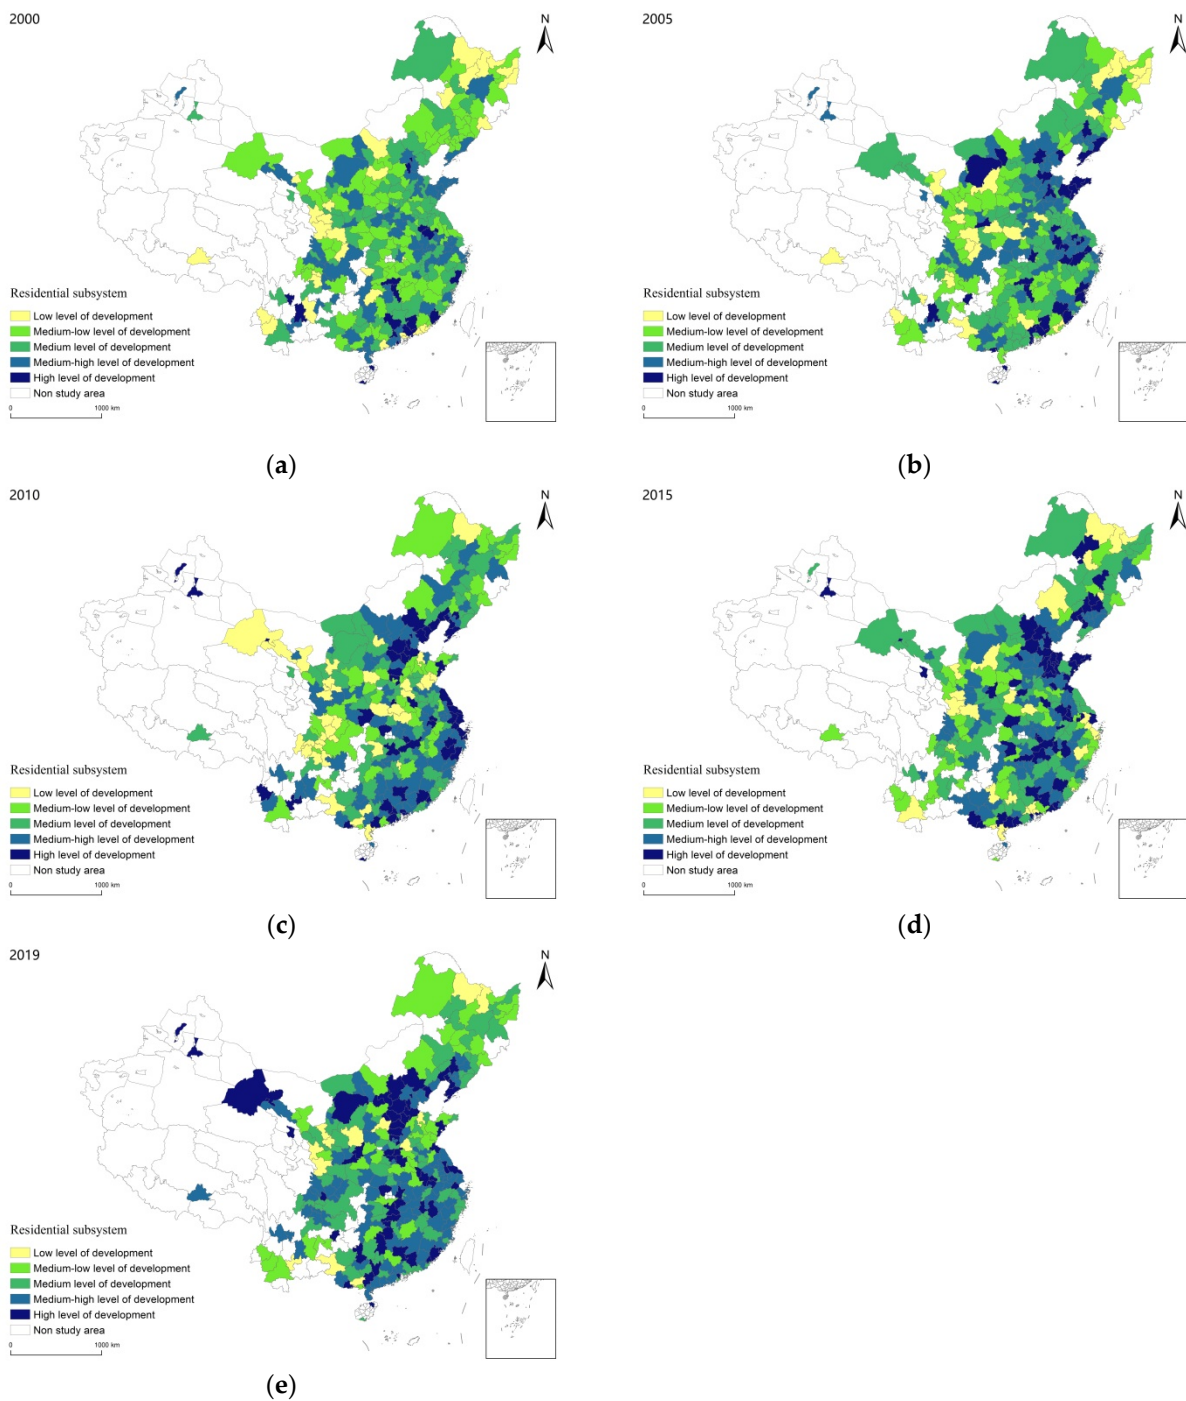 2000
N
Residential subsystem
Low level of development
Medium-low level of development
Medium level of development
Medium-high level of development
High level of development
Non study area
0 1000 km
(a)
2005
N
Residential subsystem
Low level of development
Medium-low level of development
Medium level of development
Medium-high level of development
High level of development
Non study area
0 1000 km
(b)
2010
N
Residential subsystem
Low level of development
Medium-low level of development
Medium level of development
Medium-high level of development
High level of development
Non study area
0 1000 km
(c)
2015
N
Residential subsystem
Low level of development
Medium-low level of development
Medium level of development
Medium-high level of development
High level of development
Non study area
0 1000 km
(d)
2019
N
Residential subsystem
Low level of development
Medium-low level of development
Medium level of development
Medium-high level of development
High level of development
Non study area
0 1000 km
(e)